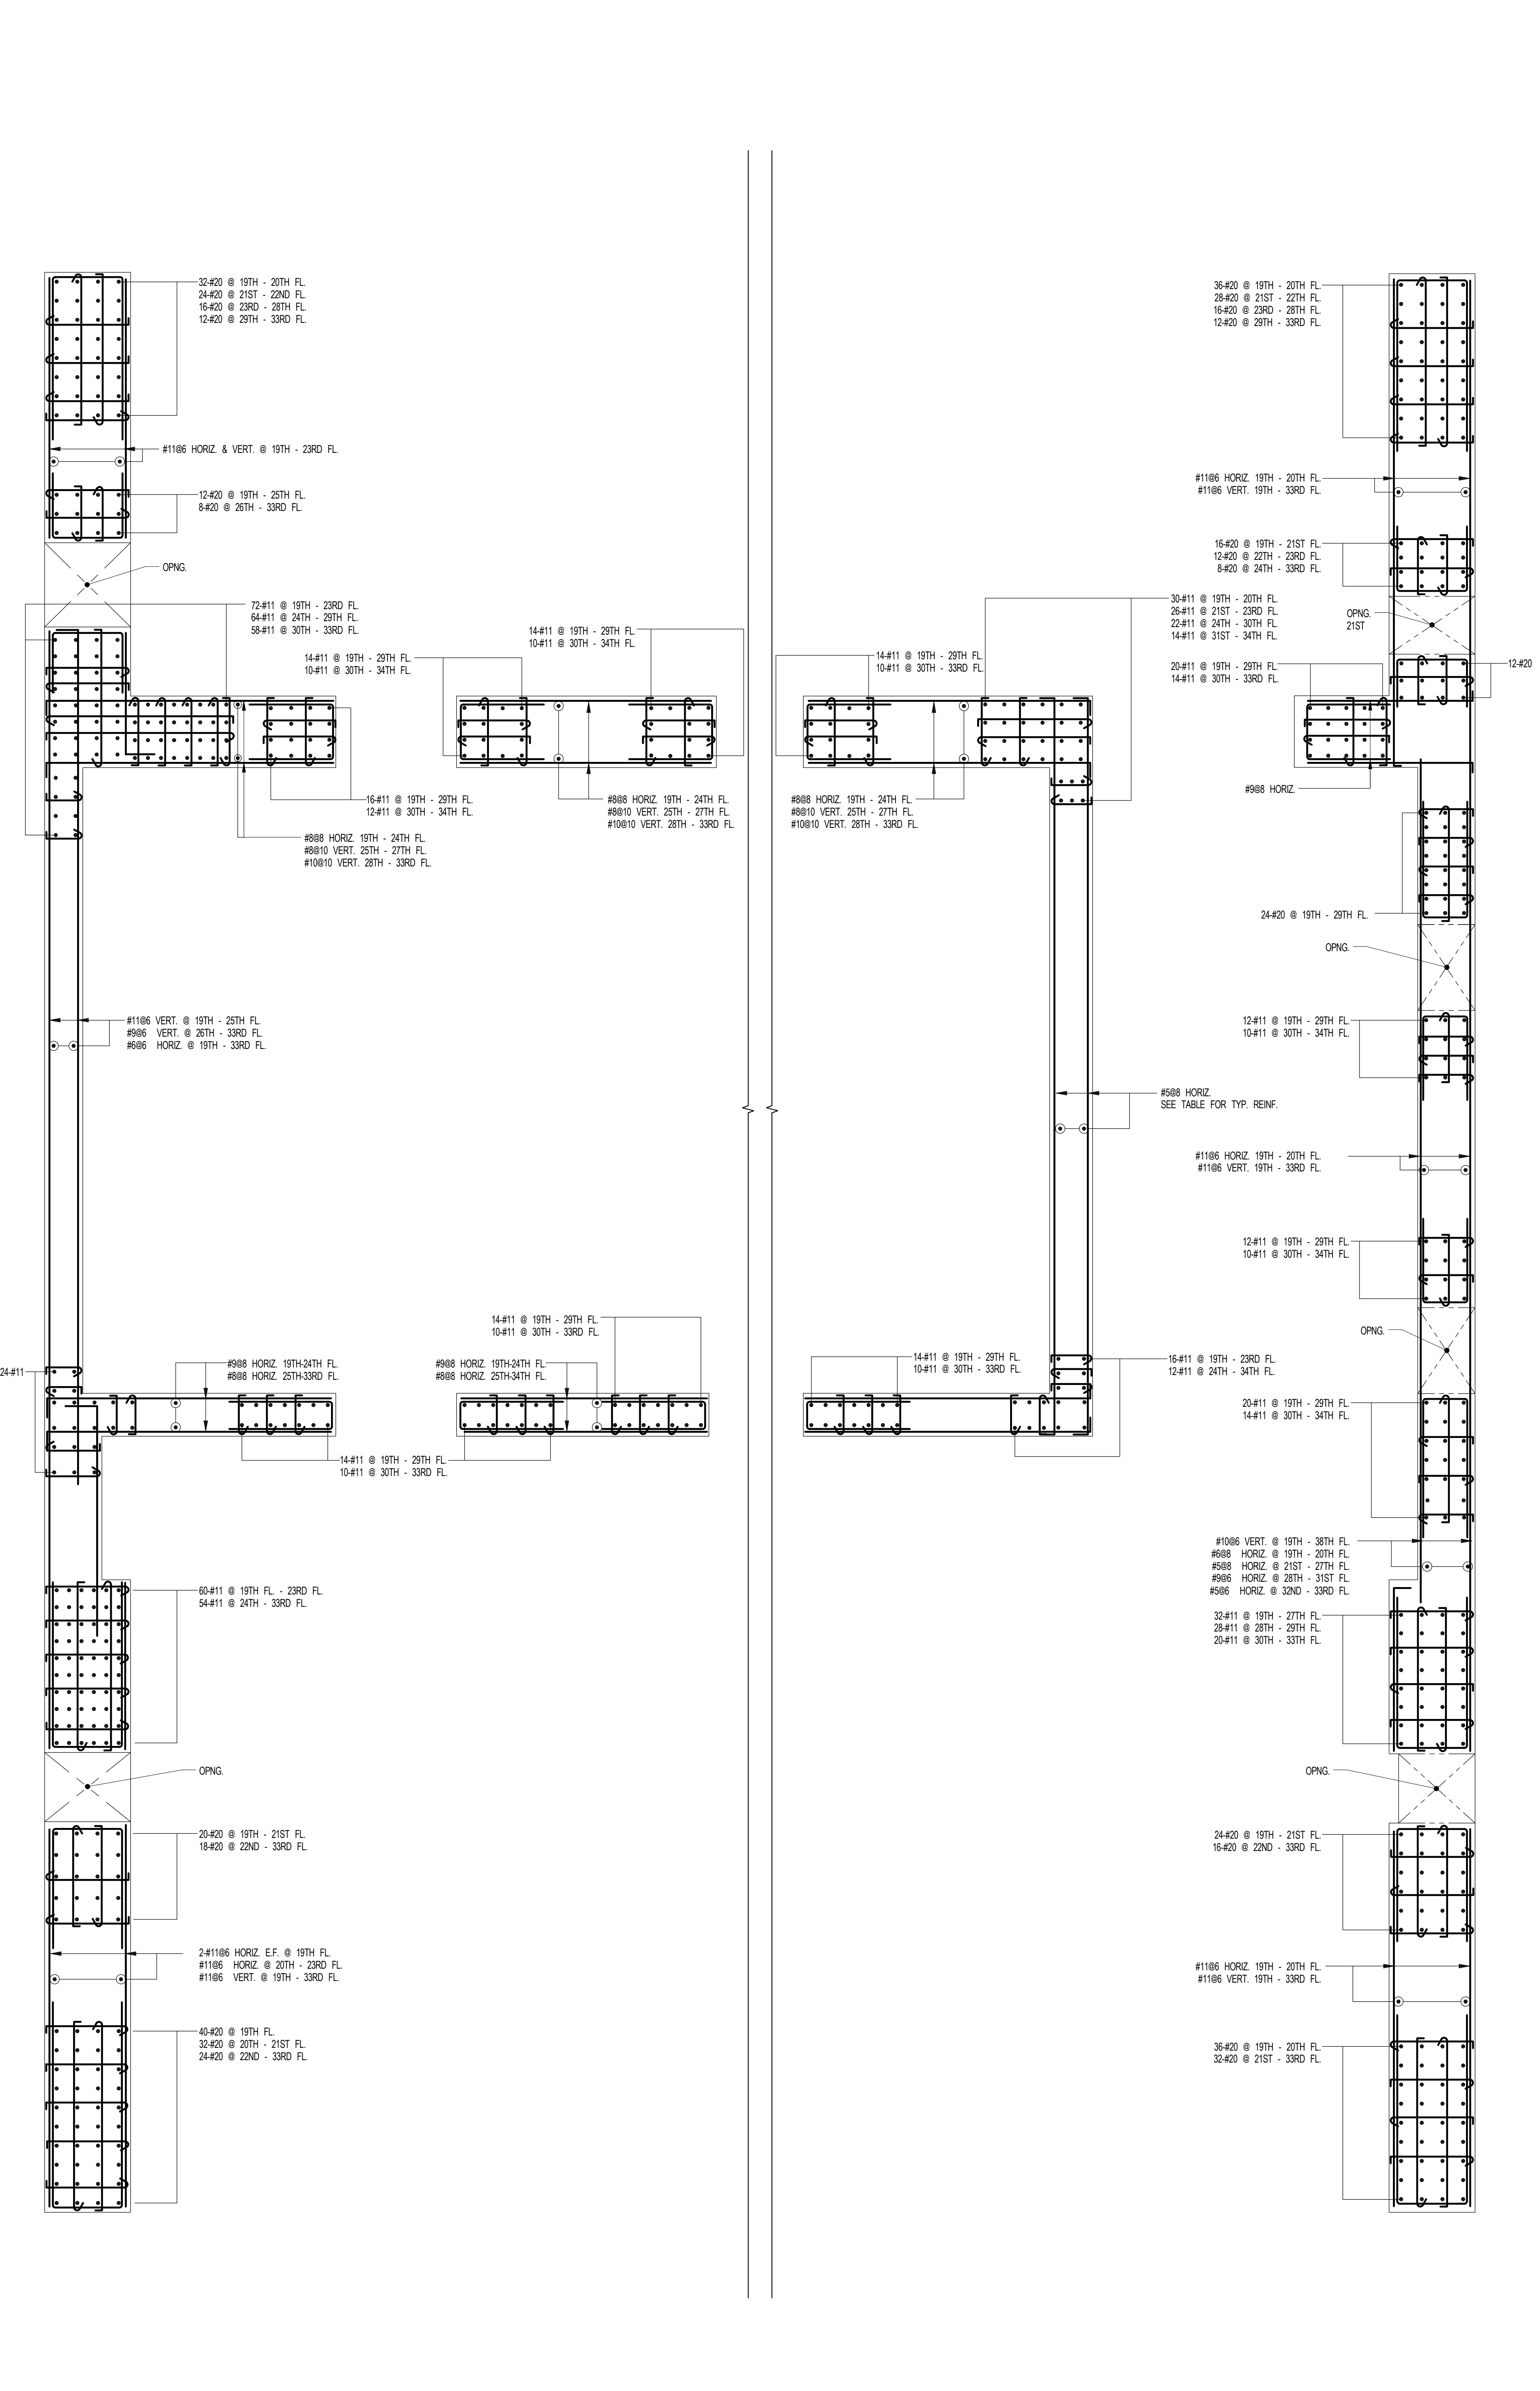 32-#20 @ 19TH - 20TH FL.
24-#20 @ 21ST - 22ND FL.
16-#20 @ 23RD - 28TH FL.
12-#20 @ 29TH - 33RD FL.
#11@6 HORIZ. & VERT. @ 19TH - 23RD FL.
12-#20 @ 19TH - 25TH FL.
8-#20 @ 26TH - 33RD FL.
OPNG.
72-#11 @ 19TH - 23RD FL.
64-#11 @ 24TH - 29TH FL.
58-#11 @ 30TH - 33RD FL.
14-#11 @ 19TH - 29TH FL.
10-#11 @ 30TH - 34TH FL.
14-#11 @ 19TH - 29TH FL.
10-#11 @ 30TH - 34TH FL.
16-#11 @ 19TH - 29TH FL.
12-#11 @ 30TH - 34TH FL.
#8@8 HORIZ. 19TH - 24TH FL.
#8@10 VERT. 25TH - 27TH FL.
#10@10 VERT. 28TH - 33RD FL.
#8@8 HORIZ. 19TH - 24TH FL.
#8@10 VERT. 25TH - 27TH FL.
#10@10 VERT. 28TH - 33RD FL.
#11@6 VERT. @ 19TH - 25TH FL.
#9@6 VERT. @ 26TH - 33RD FL.
#6@6 HORIZ. @ 19TH - 33RD FL.
14-#11 @ 19TH - 29TH FL.
10-#11 @ 30TH - 33RD FL.
24-#11
#9@8 HORIZ. 19TH-24TH FL.
#8@8 HORIZ. 25TH-33RD FL.
#9@8 HORIZ. 19TH-24TH FL.
#8@8 HORIZ. 25TH-34TH FL.
14-#11 @ 19TH - 29TH FL.
10-#11 @ 30TH - 33RD FL.
60-#11 @ 19TH FL. - 23RD FL.
54-#11 @ 24TH - 33RD FL.
OPNG.
20-#20 @ 19TH - 21ST FL.
18-#20 @ 22ND - 33RD FL.
2-#11@6 HORIZ. E.F. @ 19TH FL.
#11@6 HORIZ. @ 20TH - 23RD FL.
#11@6 VERT. @ 19TH - 33RD FL.
40-#20 @ 19TH FL.
32-#20 @ 20TH - 21ST FL.
24-#20 @ 22ND - 33RD FL.
36-#20 @ 19TH - 20TH FL.
28-#20 @ 21ST - 22TH FL.
16-#20 @ 23RD - 28TH FL.
12-#20 @ 29TH - 33RD FL.
#11@6 HORIZ. 19TH - 20TH FL.
#11@6 VERT. 19TH - 33RD FL.
16-#20 @ 19TH - 21ST FL.
12-#20 @ 22TH - 23RD FL.
8-#20 @ 24TH - 33RD FL.
30-#11 @ 19TH - 20TH FL.
26-#11 @ 21ST - 23RD FL.
22-#11 @ 24TH - 30TH FL.
14-#11 @ 31ST - 34TH FL.
OPNG.
21ST
14-#11 @ 19TH - 29TH FL.
10-#11 @ 30TH - 33RD FL.
20-#11 @ 19TH - 29TH FL.
14-#11 @ 30TH - 33RD FL.
12-#20
#9@8 HORIZ.
#8@8 HORIZ. 19TH - 24TH FL.
#8@10 VERT. 25TH - 27TH FL.
#10@10 VERT. 28TH - 33RD FL.
24-#20 @ 19TH - 29TH FL.
OPNG.
12-#11 @ 19TH - 29TH FL.
10-#11 @ 30TH - 34TH FL.
#5@8 HORIZ.
SEE TABLE FOR TYP. REINF.
#11@6 HORIZ. 19TH - 20TH FL.
#11@6 VERT. 19TH - 33RD FL.
12-#11 @ 19TH - 29TH FL.
10-#11 @ 30TH - 34TH FL.
OPNG.
14-#11 @ 19TH - 29TH FL.
10-#11 @ 30TH - 33RD FL.
16-#11 @ 19TH - 23RD FL.
12-#11 @ 24TH - 34TH FL.
20-#11 @ 19TH - 29TH FL.
14-#11 @ 30TH - 34TH FL.
#10@6 VERT. @ 19TH - 38TH FL.
#6@8 HORIZ. @ 19TH - 20TH FL.
#5@8 HORIZ. @ 21ST - 27TH FL.
#9@6 HORIZ. @ 28TH - 31ST FL.
#5@6 HORIZ. @ 32ND - 33RD FL.
32-#11 @ 19TH - 27TH FL.
28-#11 @ 28TH - 29TH FL.
20-#11 @ 30TH - 33TH FL.
OPNG.
24-#20 @ 19TH - 21ST FL.
16-#20 @ 22ND - 33RD FL.
#11@6 HORIZ. 19TH - 20TH FL.
#11@6 VERT. 19TH - 33RD FL.
36-#20 @ 19TH - 20TH FL.
32-#20 @ 21ST - 33RD FL.